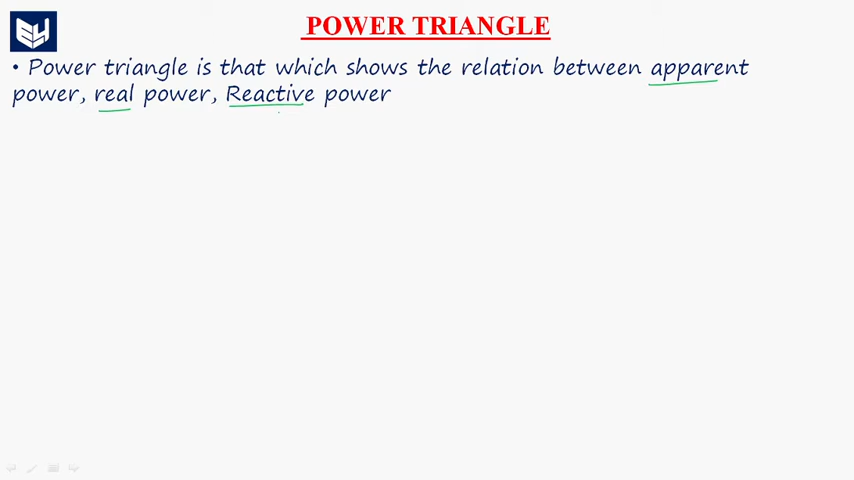 POWER TRIANGLE
• Power triangle is that which shows the relation between apparent
power, real power, Reactive power